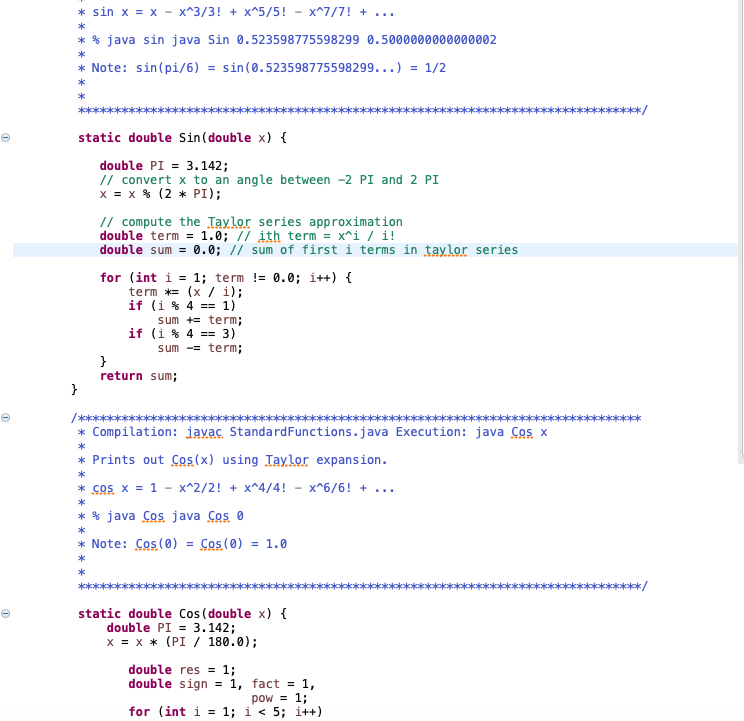 * sin x = x - x^3/3! + x^5/5! - x^7/7! + ...
*
* % java sin java Sin 0.523598775598299 0.5000000000000002
*
* Note: sin(pi/6) = sin(0.523598775598299...) = 1/2
*
*
******************************************************************************/
static double Sin(double x) {
double PI = 3.142;
// convert x to an angle between -2 PI and 2 PI
x = x % (2 * PI);
// compute the Taylor series approximation
double term = 1.0; // ith term = x^i / i!
double sum = 0.0; // sum of first i terms in taylor series
for (int i = 1; term != 0.0; i++) {
term *= (x / i);
if (i % 4 == 1)
sum += term;
if (i % 4 == 3)
sum -= term;
}
return sum;
}
/******************************************************************************
* Compilation: javac StandardFunctions.java Execution: java Cos x
*
* Prints out Cos(x) using Taylor expansion.
*
* cos x = 1 - x^2/2! + x^4/4! - x^6/6! + ...
*
* % java Cos java Cos 0
*
* Note: Cos(0) = Cos(0) = 1.0
*
*
******************************************************************************/
static double Cos(double x) {
double PI = 3.142;
x = x * (PI / 180.0);
double res = 1;
double sign = 1, fact = 1,
pow = 1;
for (int i = 1; i < 5; i++)